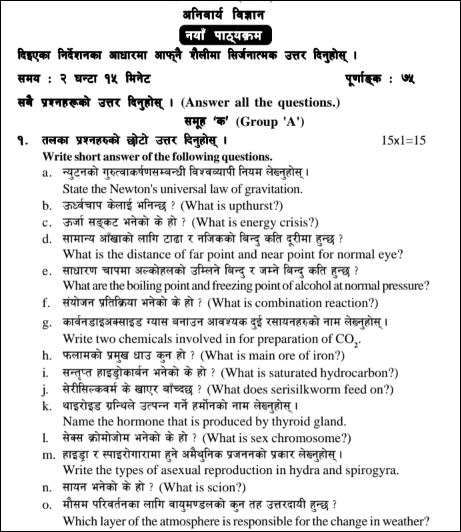 अनिवार्य विज्ञान
नयाँ पाठ्यक्रम
दिइएका निर्देशनका आधारमा आफ्नै शैलीमा सिर्जनात्मक उत्तर दिनुहोस् ।
समय : २ घन्टा १५ मिनेट पूर्णाङ्क : ७५
सबै प्रश्नहरूको उत्तर दिनुहोस् । (Answer all the questions.)
समूह ‘क’ (Group 'A')
१. तलका प्रश्नहरुको छोटो उत्तर दिनुहोस् । 15x1=15
Write short answer of the following questions.
a. न्युटनको गुरुत्वाकर्षणसम्बन्धी विश्वव्यापी नियम लेख्नुहोस् ।
State the Newton's universal law of gravitation.
b. ऊर्ध्वचाप केलाई भनिन्छ ? (What is upthurst?)
c. ऊर्जा सङ्कट भनेको के हो ? (What is energy crisis?)
d. सामान्य आँखाको लागि टाढा र नजिकको बिन्दु कति दूरीमा हुन्छ ?
What is the distance of far point and near point for normal eye?
e. साधारण चापमा अल्कोहलको उम्लिने बिन्दु र जम्ने बिन्दु कति हुन्छ ?
What are the boiling point and freezing point of alcohol at normal pressure?
f. संयोजन प्रतिक्रिया भनेको के हो ? (What is combination reaction?)
g. कार्वनडाइअक्साइड ग्यास बनाउन आवश्यक दुई रसायनहरुको नाम लेख्नुहोस् ।
Write two chemicals involved in for preparation of CO₂.
h. फलामको प्रमुख धाउ कुन हो ? (What is main ore of iron?)
i. सन्तृप्त हाइड्रोकार्वन भनेको के हो ? (What is saturated hydrocarbon?)
j. सेरीसिल्कवर्म के खाएर बाँच्दछ ? (What does serisilkworm feed on?)
k. थाइरोइड ग्रन्थिले उत्पन्न गर्ने हर्मोनको नाम लेख्नुहोस् ।
Name the hormone that is produced by thyroid gland.
l. सेक्स क्रोमोजोम भनेको के हो ? (What is sex chromosome?)
m. हाइड्रा र स्पाइरोगारामा हुने अमैथुनिक प्रजननको प्रकार लेख्नुहोस् ।
Write the types of asexual reproduction in hydra and spirogyra.
n. सायन भनेको के हो ? (What is scion?)
o. मौसम परिवर्तनका लागि वायुमण्डलको कुन तह उत्तरदायी हुन्छ ?
Which layer of the atmosphere is responsible for the change in weather?